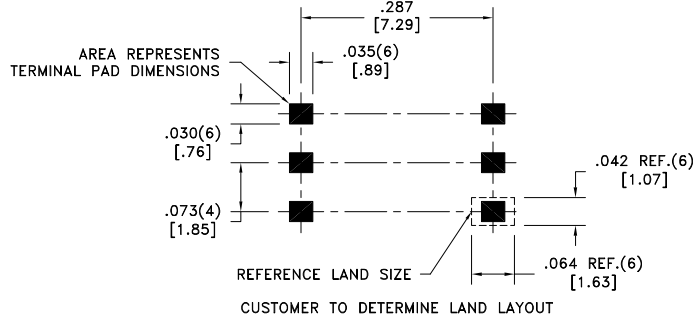 .287
[7.29]
AREA REPRESENTS
TERMINAL PAD DIMENSIONS
.035(6)
[.89]
.030(6)
[.76]
.042 REF.(6)
[1.07]
.073(4)
[1.85]
REFERENCE LAND SIZE
.064 REF.(6)
[1.63]
CUSTOMER TO DETERMINE LAND LAYOUT